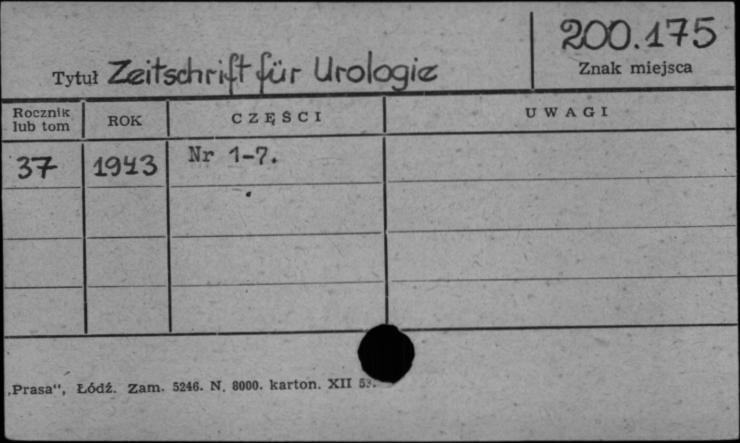 200.175
Tytuł Zeitschrift für Urologie
Znak miejsca
Rocznik lub tom ROK CZĘŚCI UWAGI
37 1943 Nr 1-7.
„Prasa", Łódź. Zam. 5246. N. 8000. karton. XII